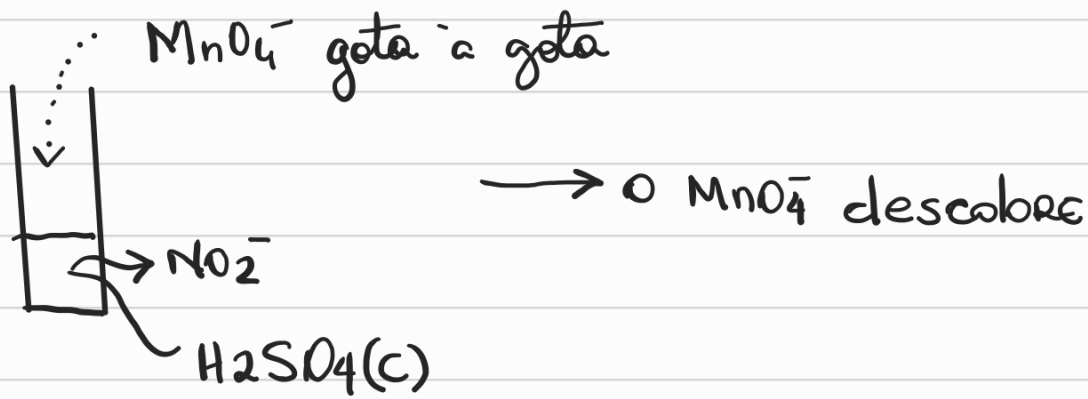 MnO₄⁻ gota à gota
→ O MnO₄⁻ descolore
→ NO₂⁻
H2SO4(C)